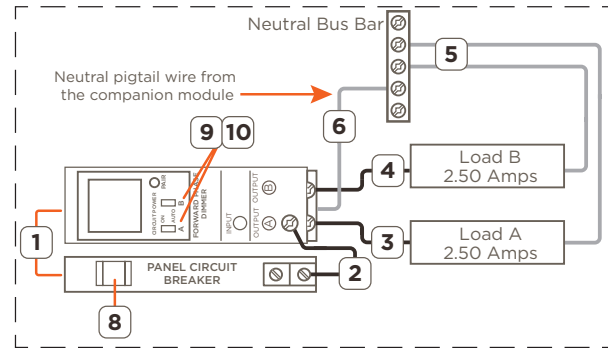 Neutral Bus Bar
Neutral pigtail wire from
the companion module
5
6
9
10
4
Load B
2.50 Amps
3
Load A
2.50 Amps
1
2
8
PAIR
CIRCUIT POWER
ON
AUTO
A
B
FORWARD PHASE
DIMMER
INPUT
OUTPUT
A
OUTPUT
B
PANEL CIRCUIT
BREAKER